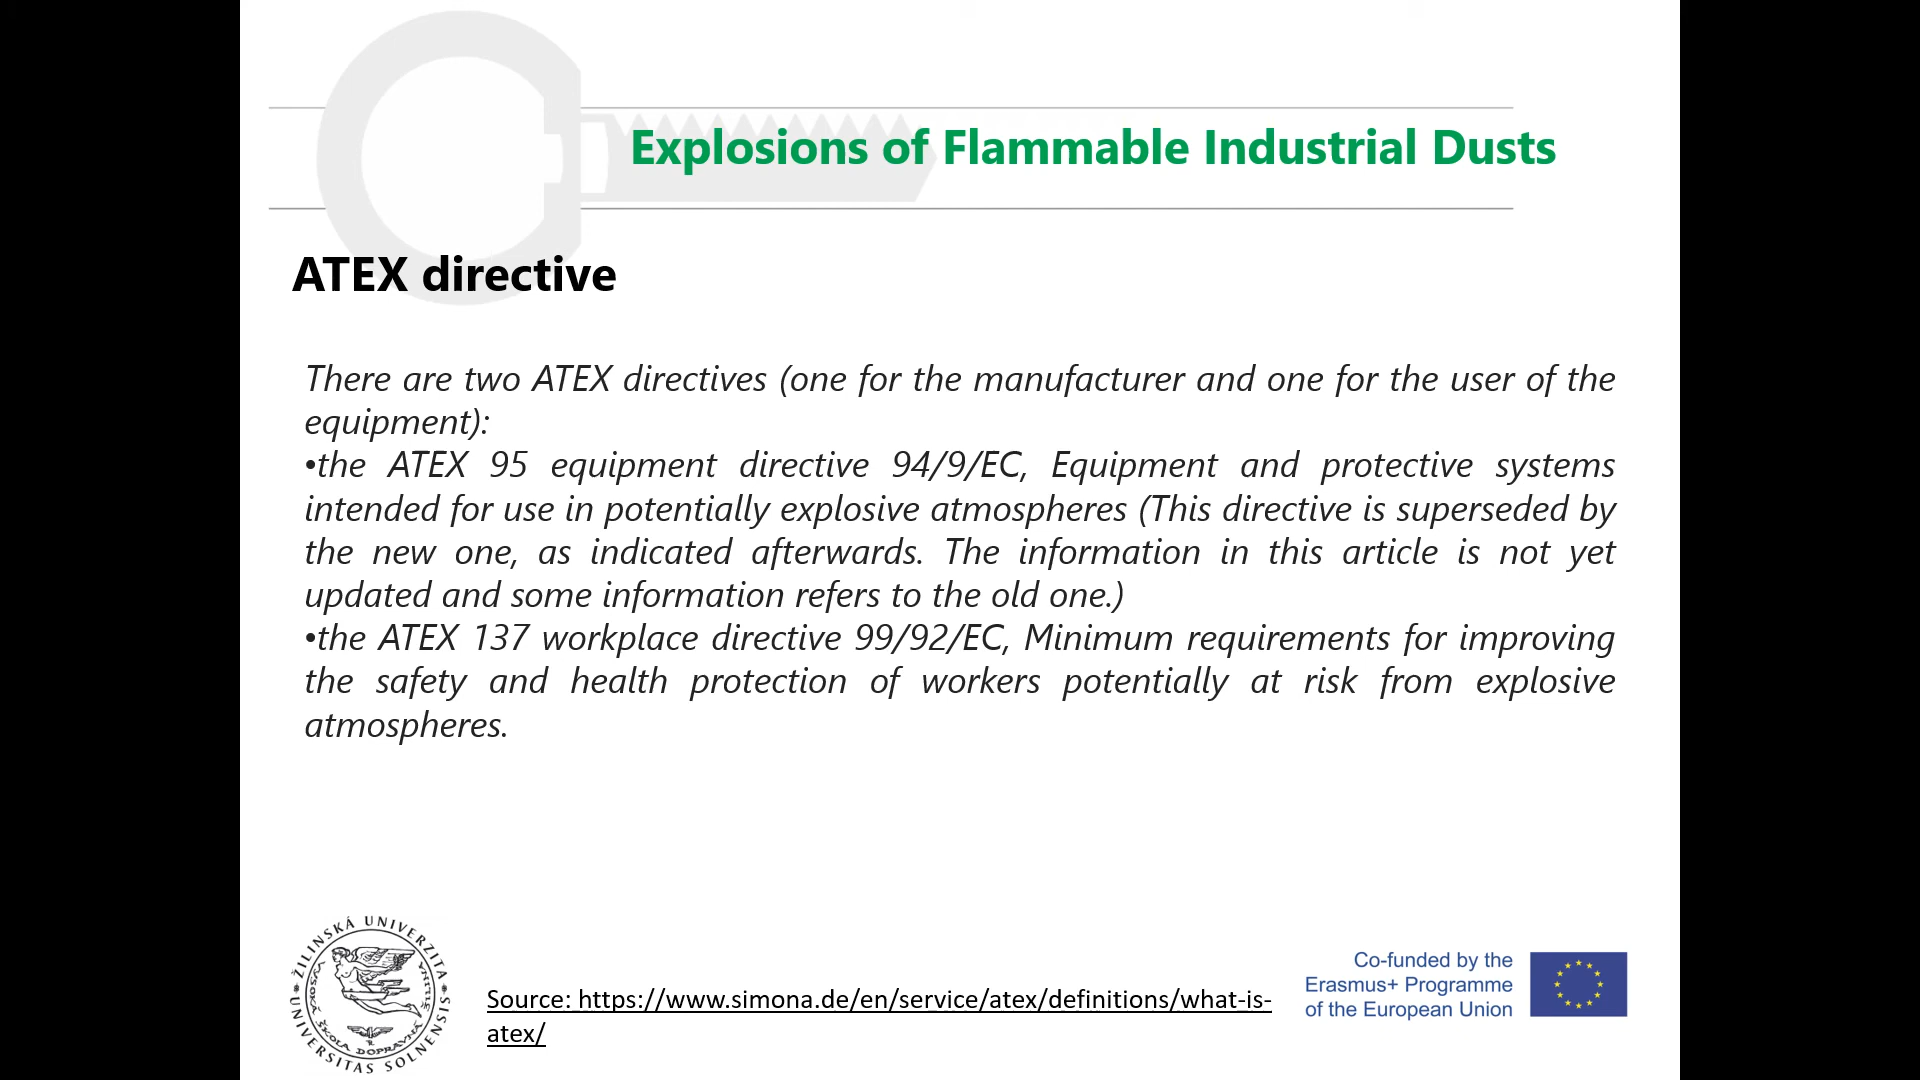 Explosions of Flammable Industrial Dusts
ATEX directive
There are two ATEX directives (one for the manufacturer and one for the user of the
equipment):
•the ATEX 95 equipment directive 94/9/EC, Equipment and protective systems
intended for use in potentially explosive atmospheres (This directive is superseded by
the new one, as indicated afterwards. The information in this article is not yet
updated and some information refers to the old one.)
•the ATEX 137 workplace directive 99/92/EC, Minimum requirements for improving
the safety and health protection of workers potentially at risk from explosive
atmospheres.
ŽILINSKÁ UNIVERZITA
UNIVERSITAS SOLNENSIS
VYSOKÁ ŠKOLA DOPRAVNÁ
Source: https://www.simona.de/en/service/atex/definitions/what-is-
atex/
Co-funded by the
Erasmus+ Programme
of the European Union